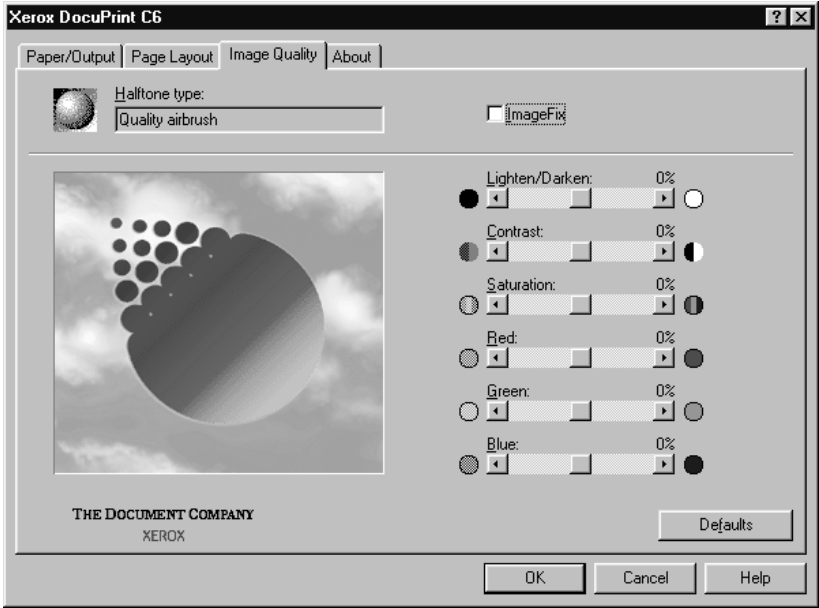 Xerox DocuPrint C6
Paper/Output Page Layout Image Quality About
Halftone type:
Quality airbrush
ImageFix
Lighten/Darken: 0%
Contrast: 0%
Saturation: 0%
Red: 0%
Green: 0%
Blue: 0%
THE DOCUMENT COMPANY
XEROX
Defaults
OK Cancel Help